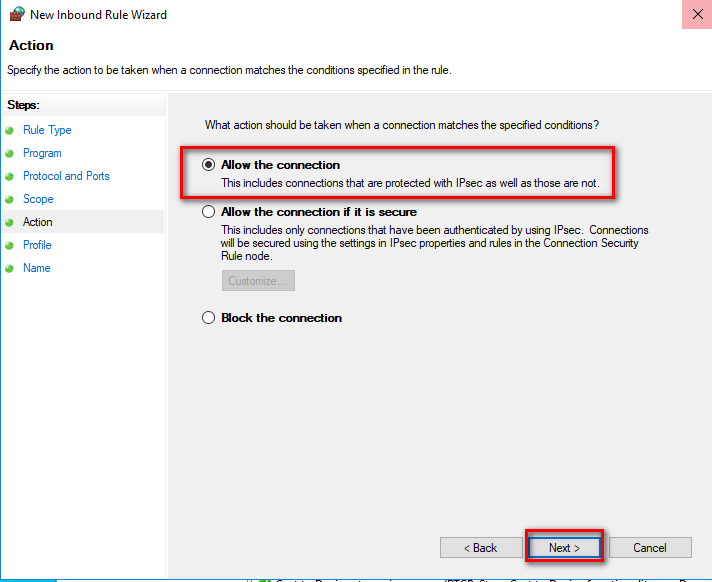 New Inbound Rule Wizard
Action
Specify the action to be taken when a connection matches the conditions specified in the rule.
Steps:
Rule Type
Program
Protocol and Ports
Scope
Action
Profile
Name
What action should be taken when a connection matches the specified conditions?
Allow the connection
This includes connections that are protected with IPsec as well as those are not.
Allow the connection if it is secure
This includes only connections that have been authenticated by using IPsec. Connections
will be secured using the settings in IPsec properties and rules in the Connection Security
Rule node.
Customize...
Block the connection
< Back
Next >
Cancel